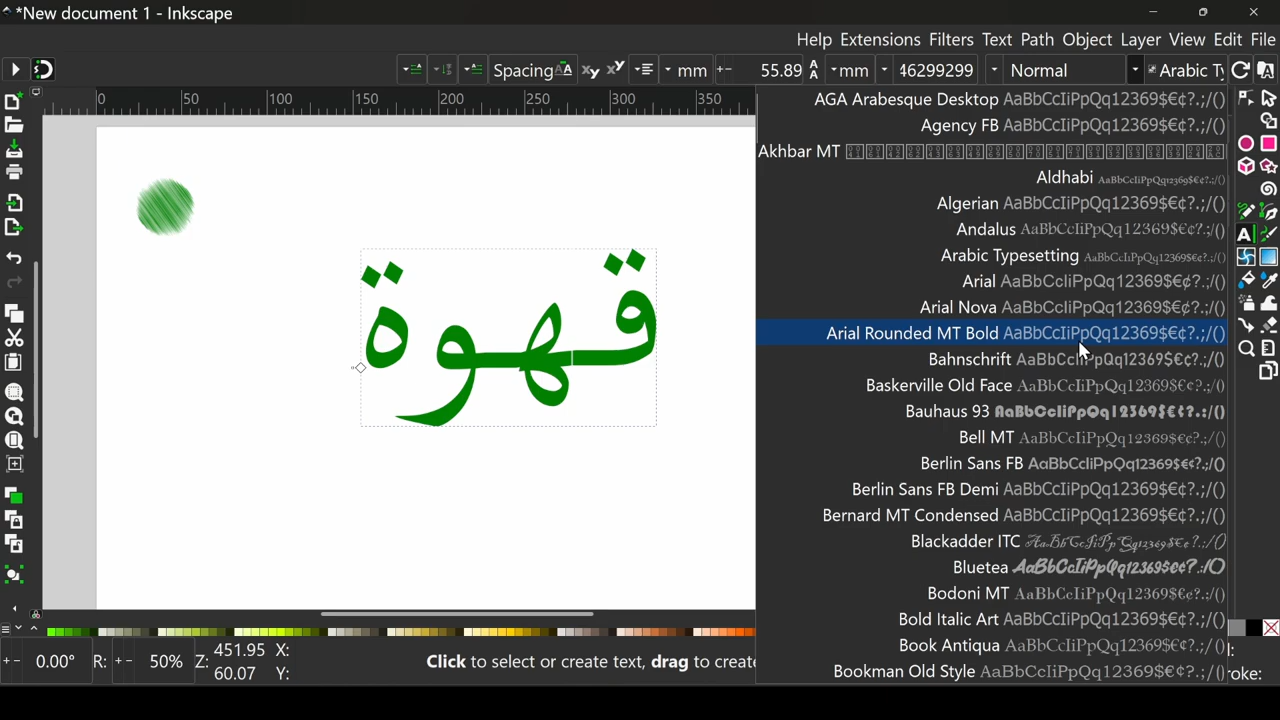 *New document 1 - Inkscape
File Edit View Layer Object Path Text Filters Extensions Help
Spacing mm 55.89 mm 46299299 Normal Arabic Ty
0 50 100 150 200 250 300 350
قهوة
AGA Arabesque Desktop AaBbCcIiPpQq12369$€¢?.;/()
Agency FB AaBbCcIiPpQq12369$€¢?.;/()
Akhbar MT
Aldhabi AaBbCcIiPpQq12369$€¢?.;/()
Algerian AaBbCcIiPpQq12369$€¢?.;/()
Andalus AaBbCcIiPpQq12369$€¢?.;/()
Arabic Typesetting AaBbCcIiPpQq12369$€¢?.;/()
Arial AaBbCcIiPpQq12369$€¢?.;/()
Arial Nova AaBbCcIiPpQq12369$€¢?.;/()
Arial Rounded MT Bold AaBbCcIiPpQq12369$€¢?.;/()
Bahnschrift AaBbCcIiPpQq12369$€¢?.;/()
Baskerville Old Face AaBbCcIiPpQq12369$€¢?.;/()
Bauhaus 93 AaBbCcIiPpQq12369$€¢?.;/()
Bell MT AaBbCcIiPpQq12369$€¢?.;/()
Berlin Sans FB AaBbCcIiPpQq12369$€¢?.;/()
Berlin Sans FB Demi AaBbCcIiPpQq12369$€¢?.;/()
Bernard MT Condensed AaBbCcIiPpQq12369$€¢?.;/()
Blackadder ITC AaBbCcIiPpQq12369$€¢?.;/()
Bluetea AaBbCcIiPpQq12369$€¢?.;/()
Bodoni MT AaBbCcIiPpQq12369$€¢?.;/()
Bold Italic Art AaBbCcIiPpQq12369$€¢?.;/()
Book Antiqua AaBbCcIiPpQq12369$€¢?.;/()
Bookman Old Style AaBbCcIiPpQq12369$€¢?.;/()
0.00° R: 50% Z: 451.95 X:
60.07 Y:
Click to select or create text, drag to create
oke: